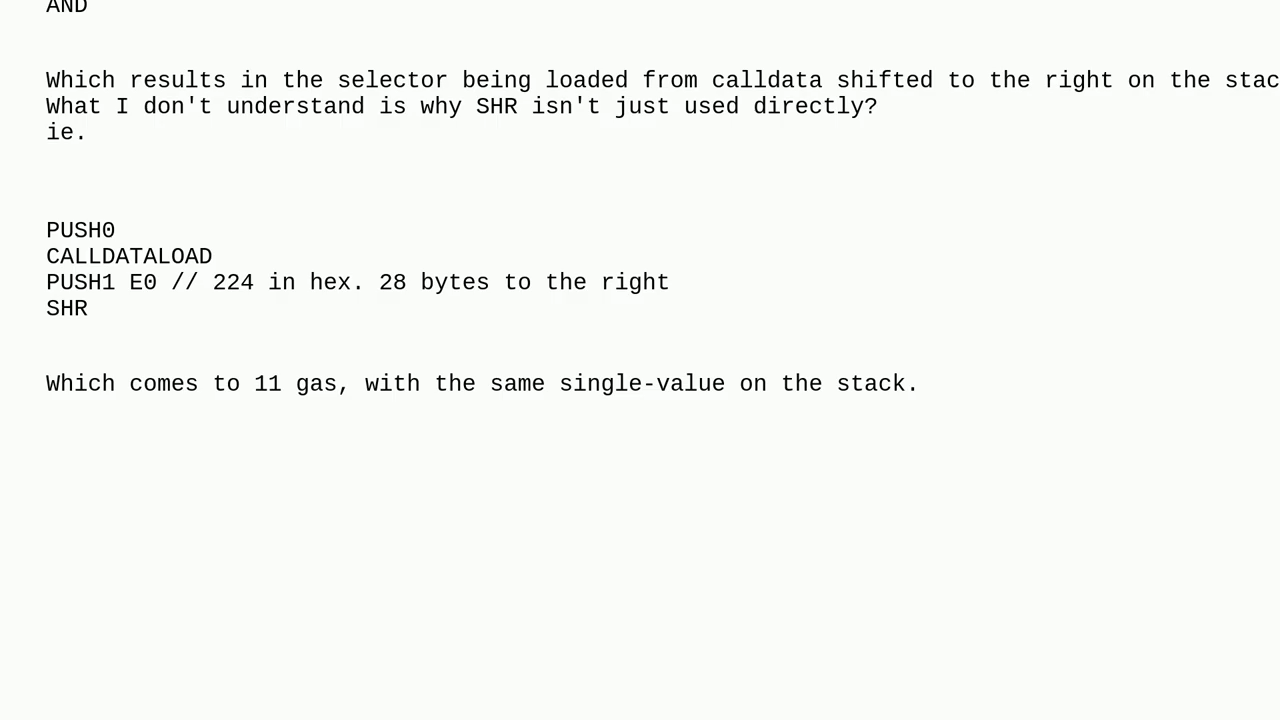 AND
Which results in the selector being loaded from calldata shifted to the right on the stac
What I don't understand is why SHR isn't just used directly?
ie.
PUSH0
CALLDATALOAD
PUSH1 E0 // 224 in hex. 28 bytes to the right
SHR
Which comes to 11 gas, with the same single-value on the stack.